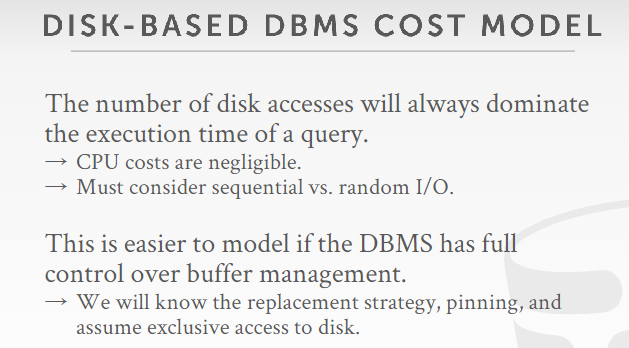 DISK-BASED DBMS COST MODEL
The number of disk accesses will always dominate
the execution time of a query.
→ CPU costs are negligible.
→ Must consider sequential vs. random I/O.
This is easier to model if the DBMS has full
control over buffer management.
→ We will know the replacement strategy, pinning, and
assume exclusive access to disk.